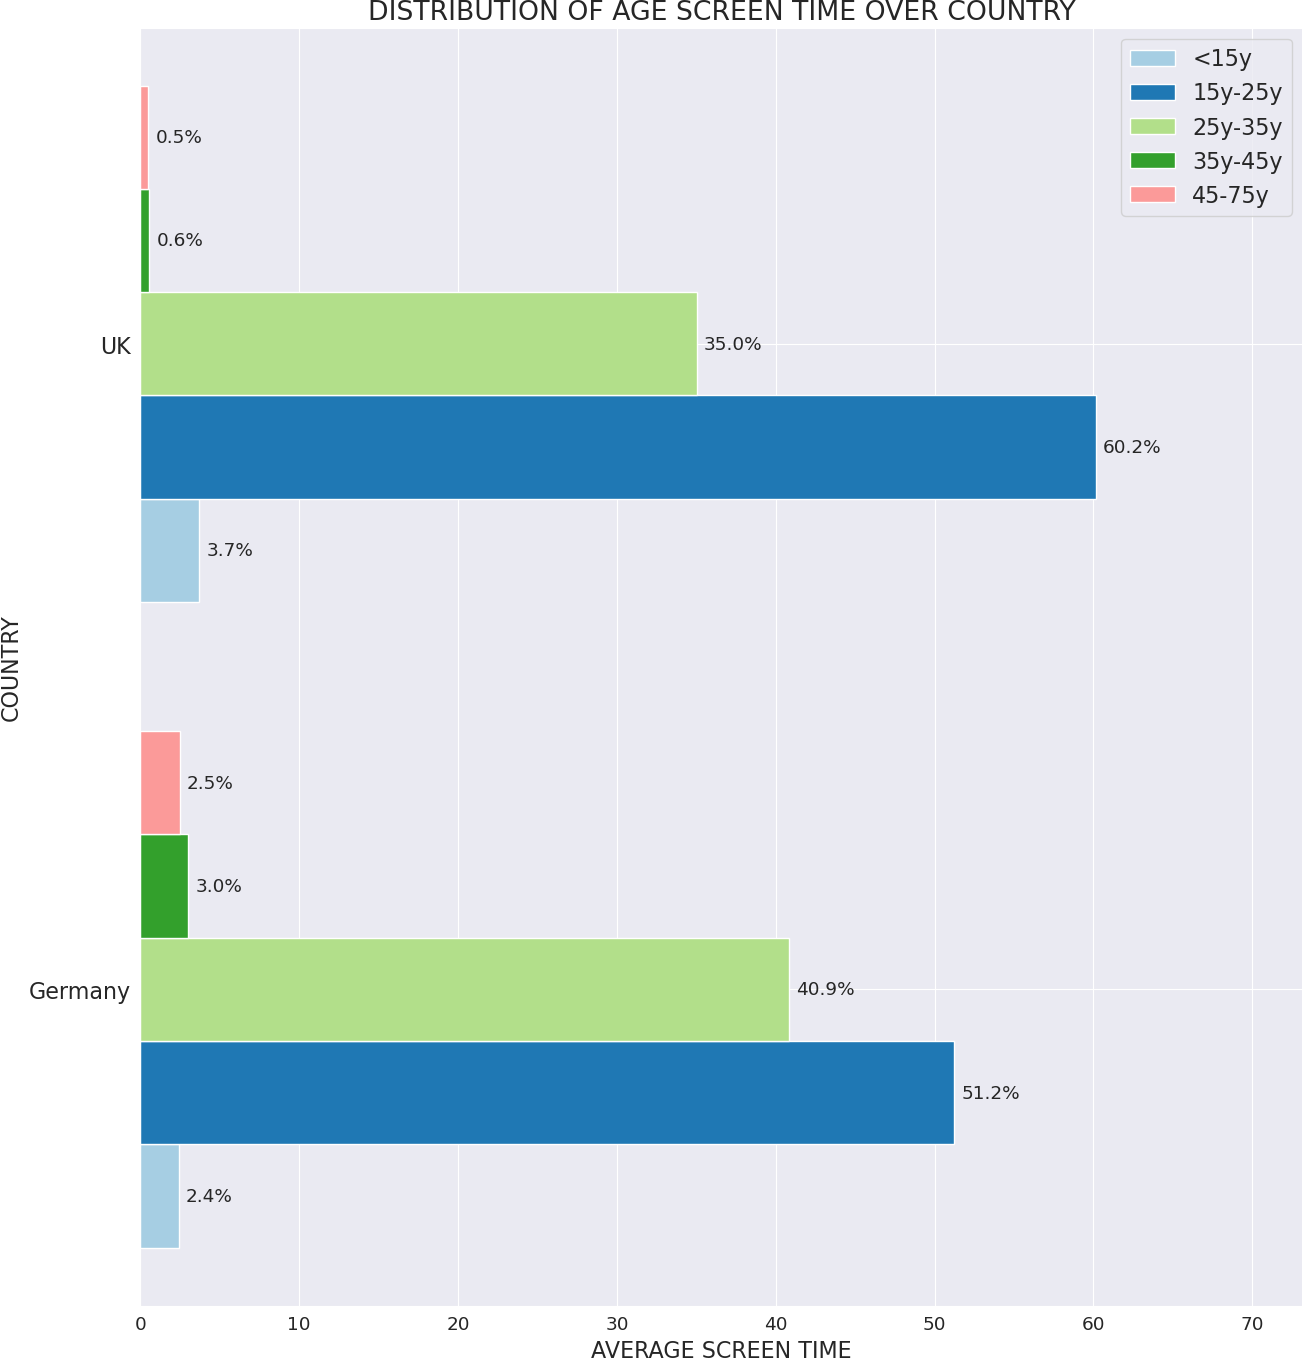 DISTRIBUTION OF AGE SCREEN TIME OVER COUNTRY
<15y
15y-25y
25y-35y
35y-45y
45-75y
0.5%
0.6%
UK
35.0%
60.2%
3.7%
COUNTRY
2.5%
3.0%
Germany
40.9%
51.2%
2.4%
0 10 20 30 40 50 60 70
AVERAGE SCREEN TIME